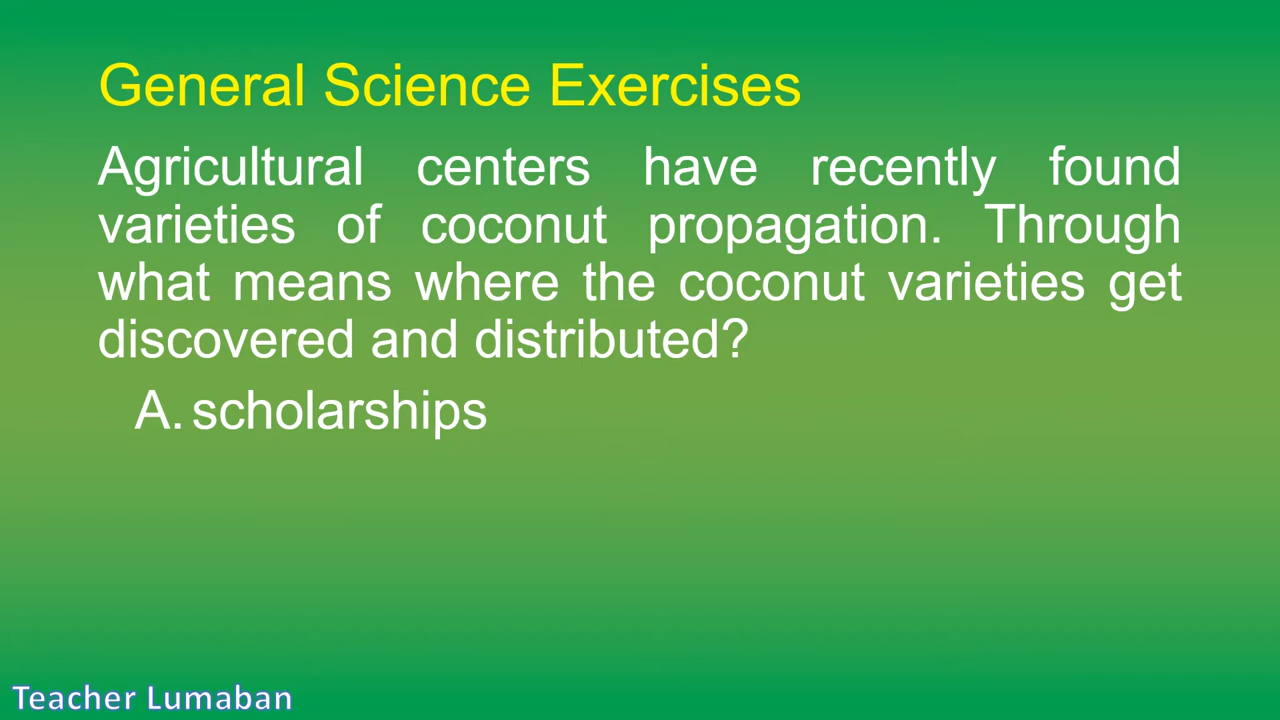 General Science Exercises
Agricultural centers have recently found
varieties of coconut propagation. Through
what means where the coconut varieties get
discovered and distributed?
A. scholarships
Teacher Lumaban